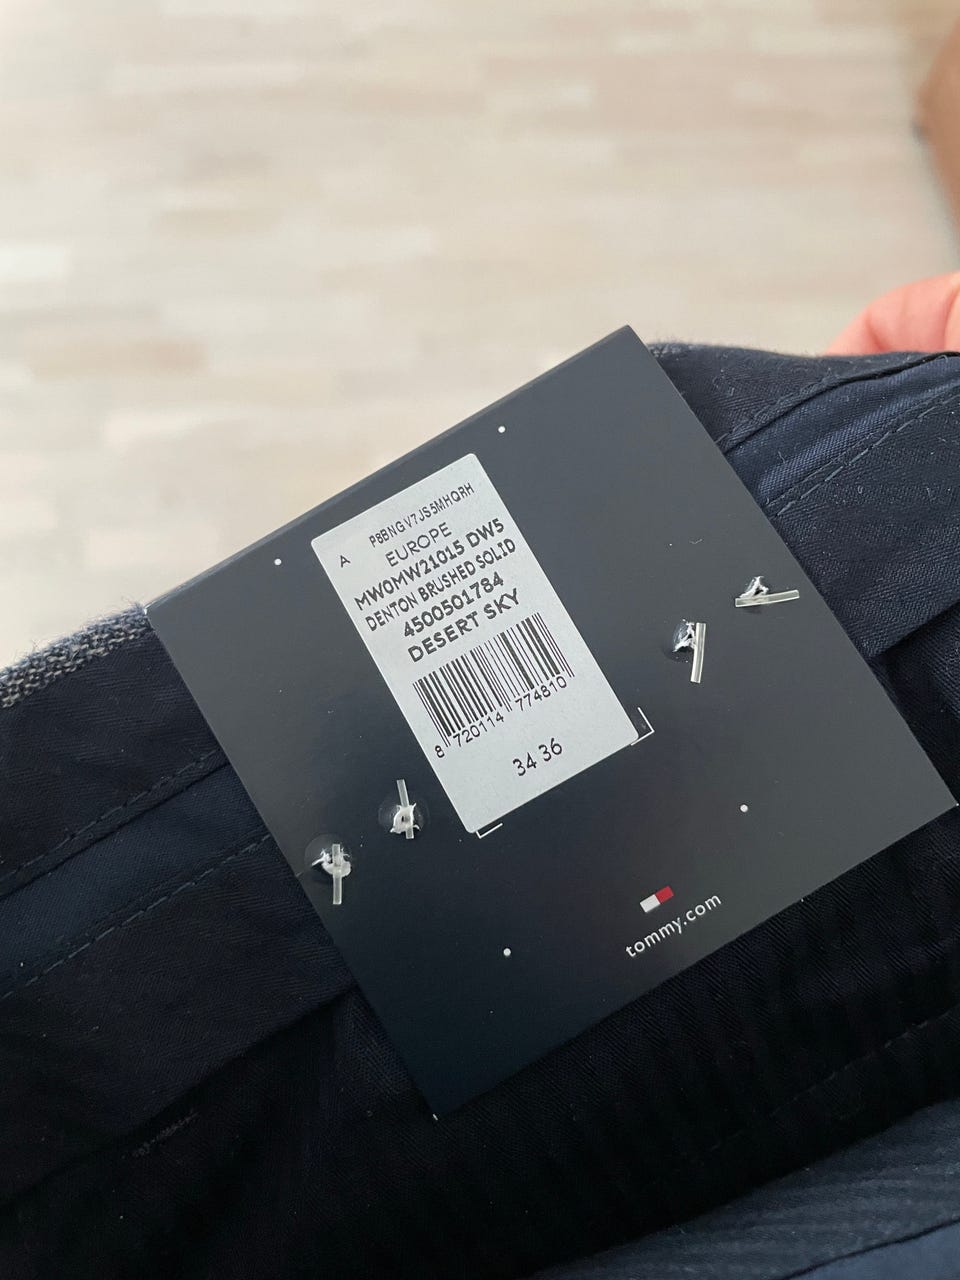 P8BNGV7JS5MHQRH
A
EUROPE
MW0MW21015 DW5
DENTON BRUSHED SOLID
4500501784
DESERT SKY
8 720114 774810
34 36
tommy.com